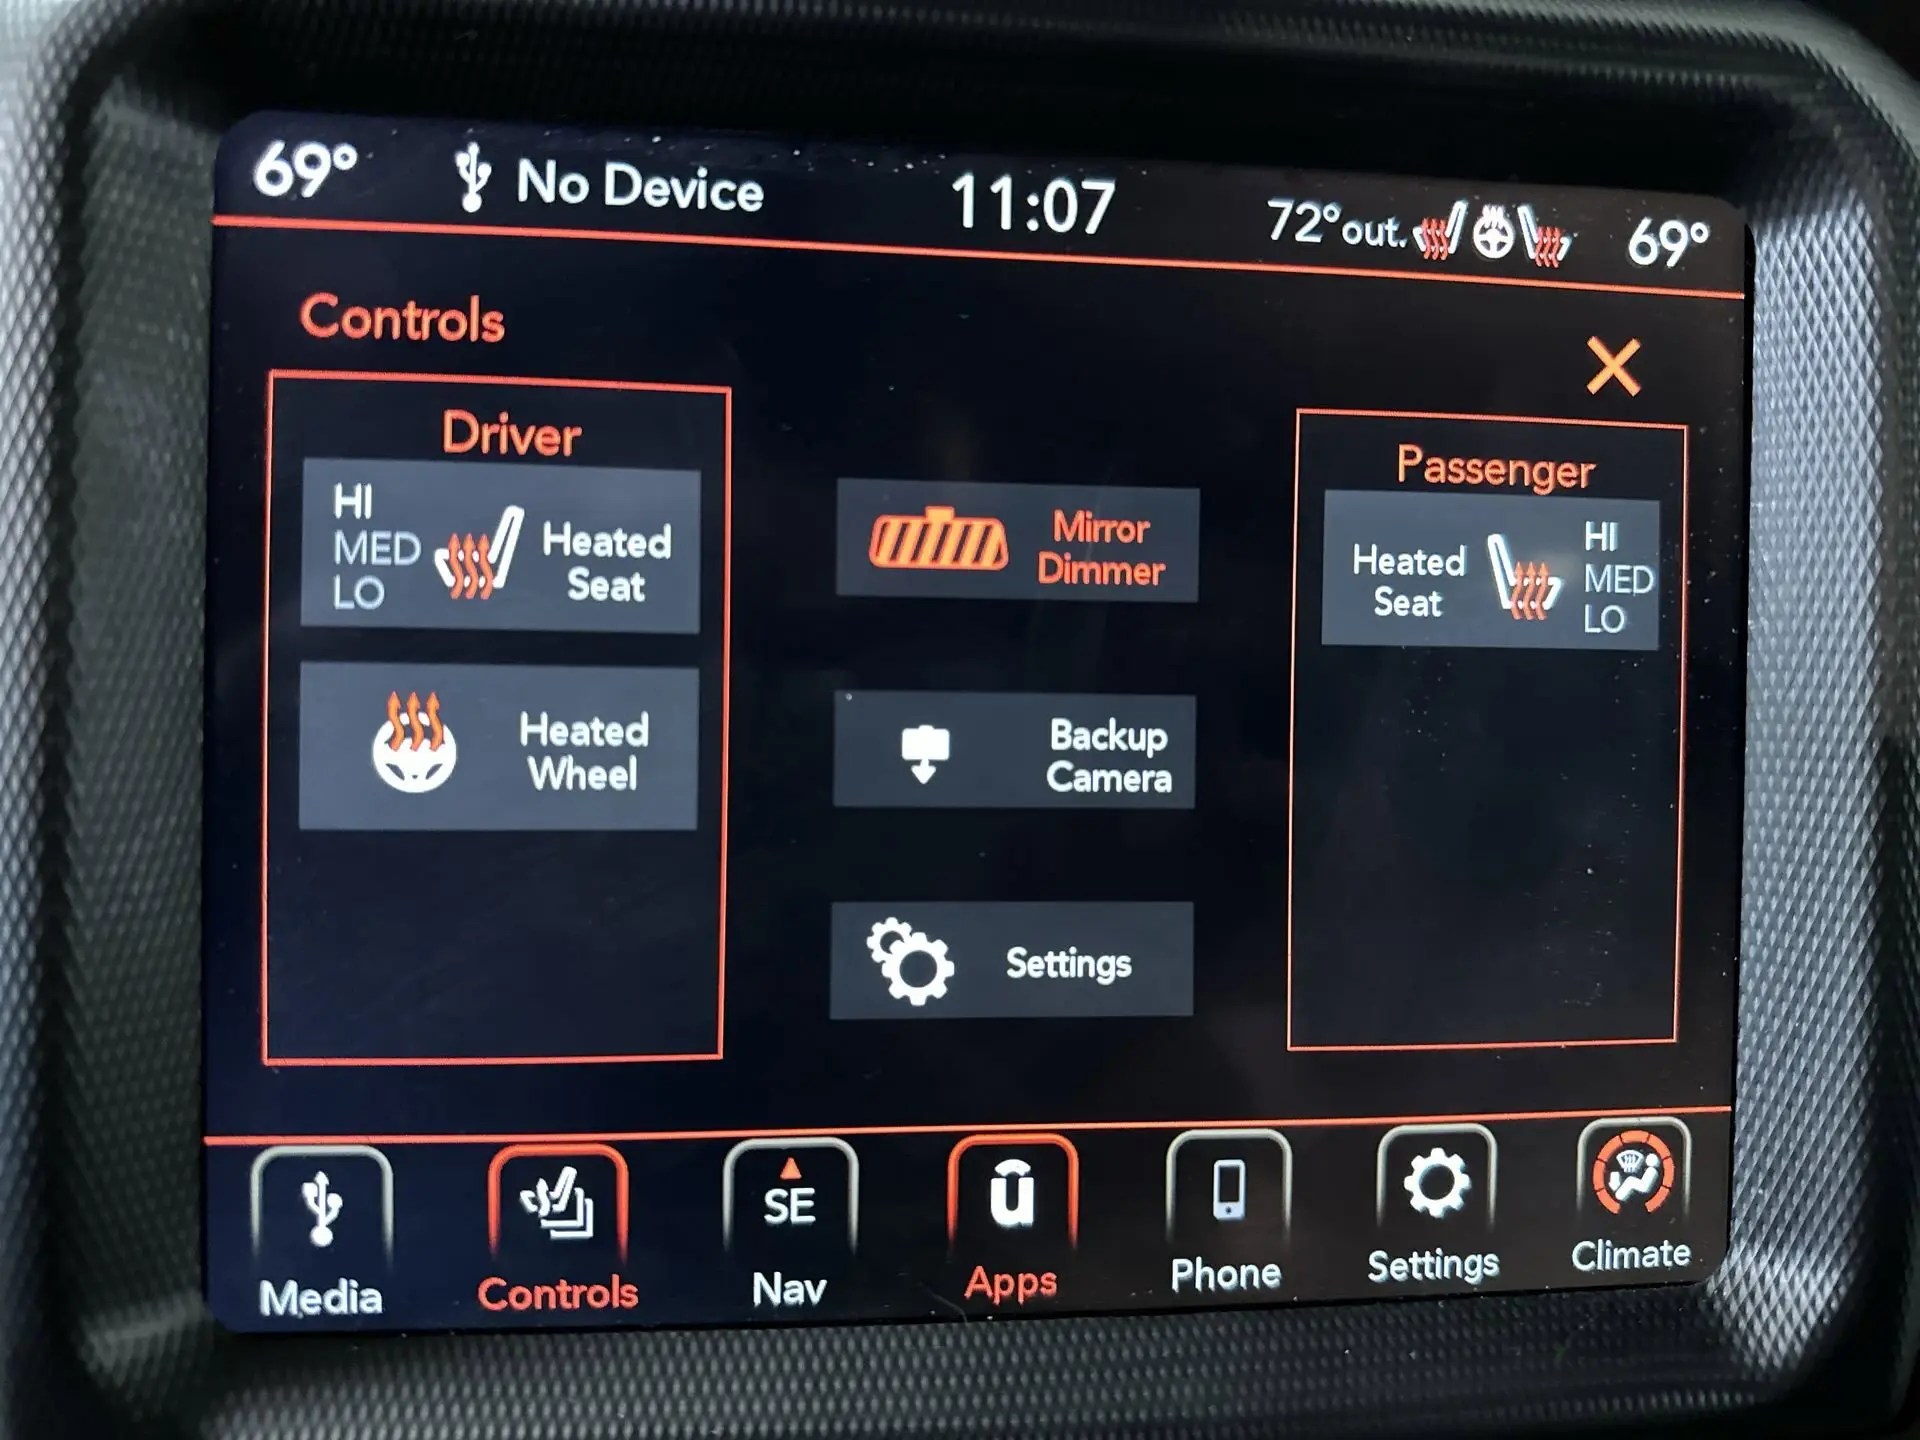 69° No Device 11:07 72°out. 69°
Controls
Driver
HI
MED
LO
Heated
Seat
Heated
Wheel
Mirror
Dimmer
Backup
Camera
Settings
Passenger
Heated
Seat
HI
MED
LO
SE
u
Media Controls Nav Apps Phone Settings Climate